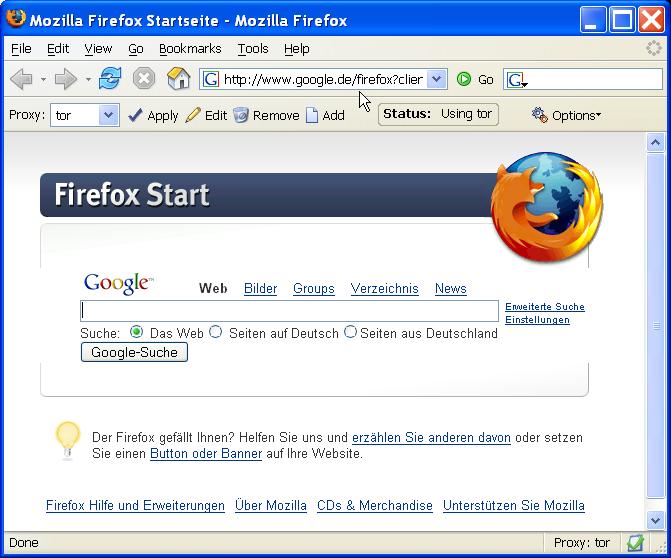 Mozilla Firefox Startseite - Mozilla Firefox
File Edit View Go Bookmarks Tools Help
http://www.google.de/firefox?clier Go
Proxy: tor Apply Edit Remove Add Status: Using tor Options
Firefox Start
Google™ Web Bilder Groups Verzeichnis News
Erweiterte Suche
Einstellungen
Suche: Das Web Seiten auf Deutsch Seiten aus Deutschland
Google-Suche
Der Firefox gefällt Ihnen? Helfen Sie uns und erzählen Sie anderen davon oder setzen
Sie einen Button oder Banner auf Ihre Website.
Firefox Hilfe und Erweiterungen Über Mozilla CDs & Merchandise Unterstützen Sie Mozilla
Done Proxy: tor